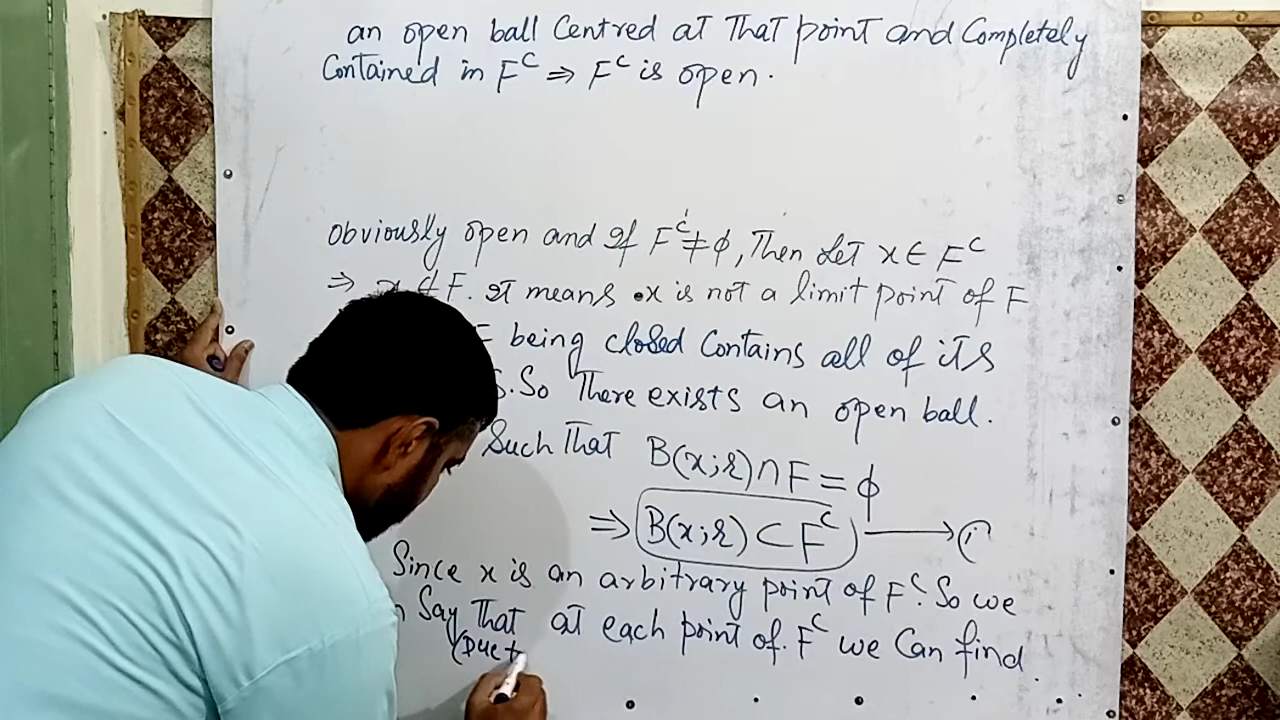 an open ball Centred at That point and Completely
Contained in F^c ⇒ F^c is open.
obviously open and If F^c ≠ ϕ, Then Let x ∈ F^c
⇒ x ∉ F. It means x is not a limit point of F
being closed Contains all of its
So There exists an open ball.
Such That B(x;r) ∩ F = ϕ
⇒ B(x;r) ⊂ F^c → (i
Since x is an arbitrary point of F^c. So we
Say That at each point of F^c we Can find
(Due t